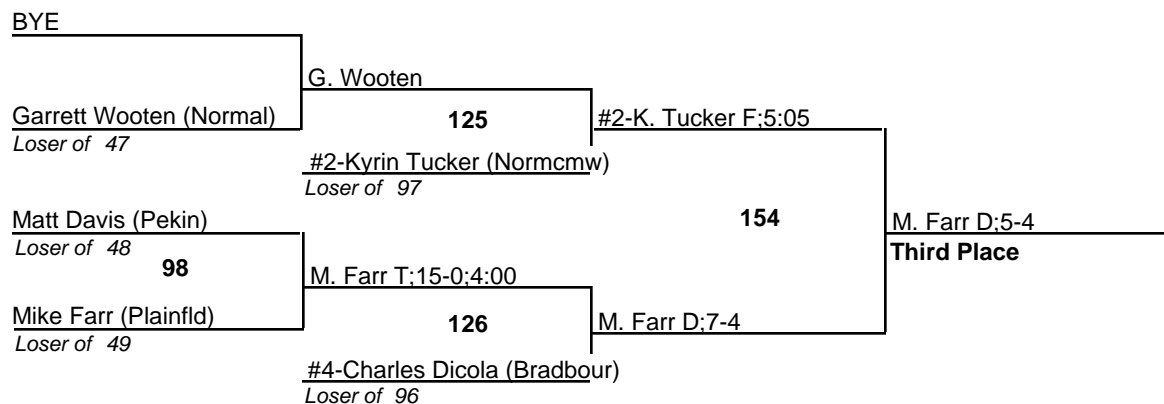 BYE
G. Wooten
Garrett Wooten (Normal)
Loser of 47
125
#2-K. Tucker F;5:05
#2-Kyrin Tucker (Normcmw)
Loser of 97
Matt Davis (Pekin)
Loser of 48
98
154
M. Farr D;5-4
Third Place
M. Farr T;15-0;4:00
Mike Farr (Plainfld)
Loser of 49
126
M. Farr D;7-4
#4-Charles Dicola (Bradbour)
Loser of 96